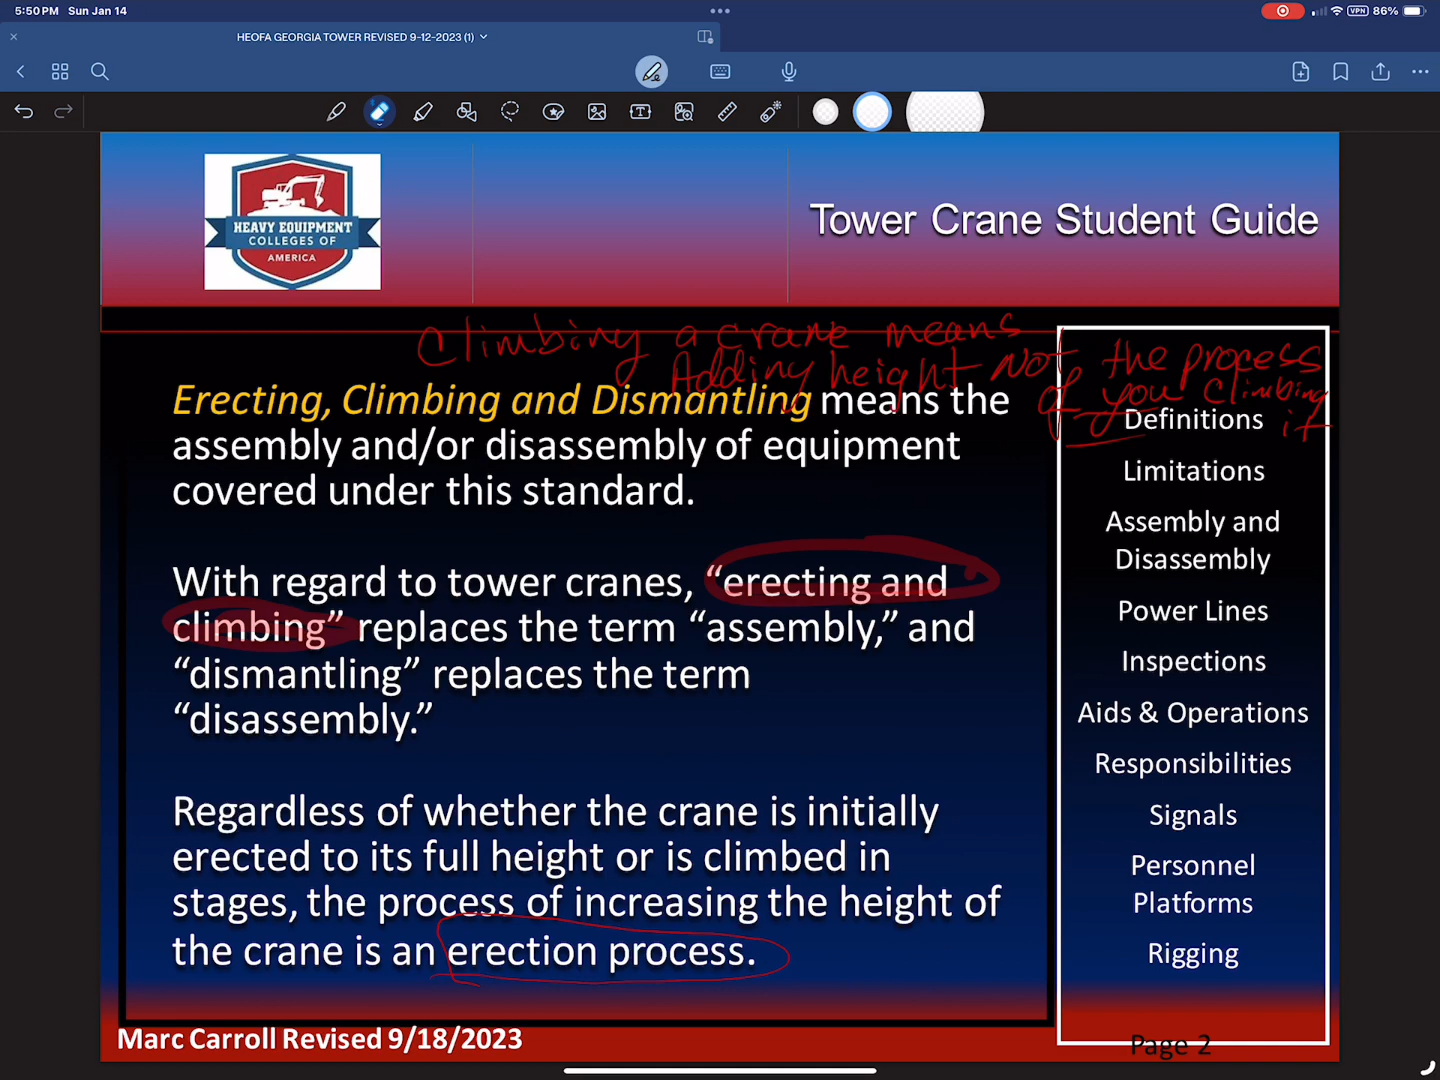 5:50 PM Sun Jan 14
VPN 86%
HEOFA GEORGIA TOWER REVISED 9-12-2023 (1)
HEAVY EQUIPMENT
COLLEGES OF
AMERICA
Tower Crane Student Guide
Climbing a crane means
Adding height NOT the process
of you Climbing
it
Erecting, Climbing and Dismantling means the
assembly and/or disassembly of equipment
covered under this standard.
With regard to tower cranes, “erecting and
climbing” replaces the term “assembly,” and
“dismantling” replaces the term
“disassembly.”
Regardless of whether the crane is initially
erected to its full height or is climbed in
stages, the process of increasing the height of
the crane is an erection process.
Definitions
Limitations
Assembly and
Disassembly
Power Lines
Inspections
Aids & Operations
Responsibilities
Signals
Personnel
Platforms
Rigging
Marc Carroll Revised 9/18/2023
Page 2